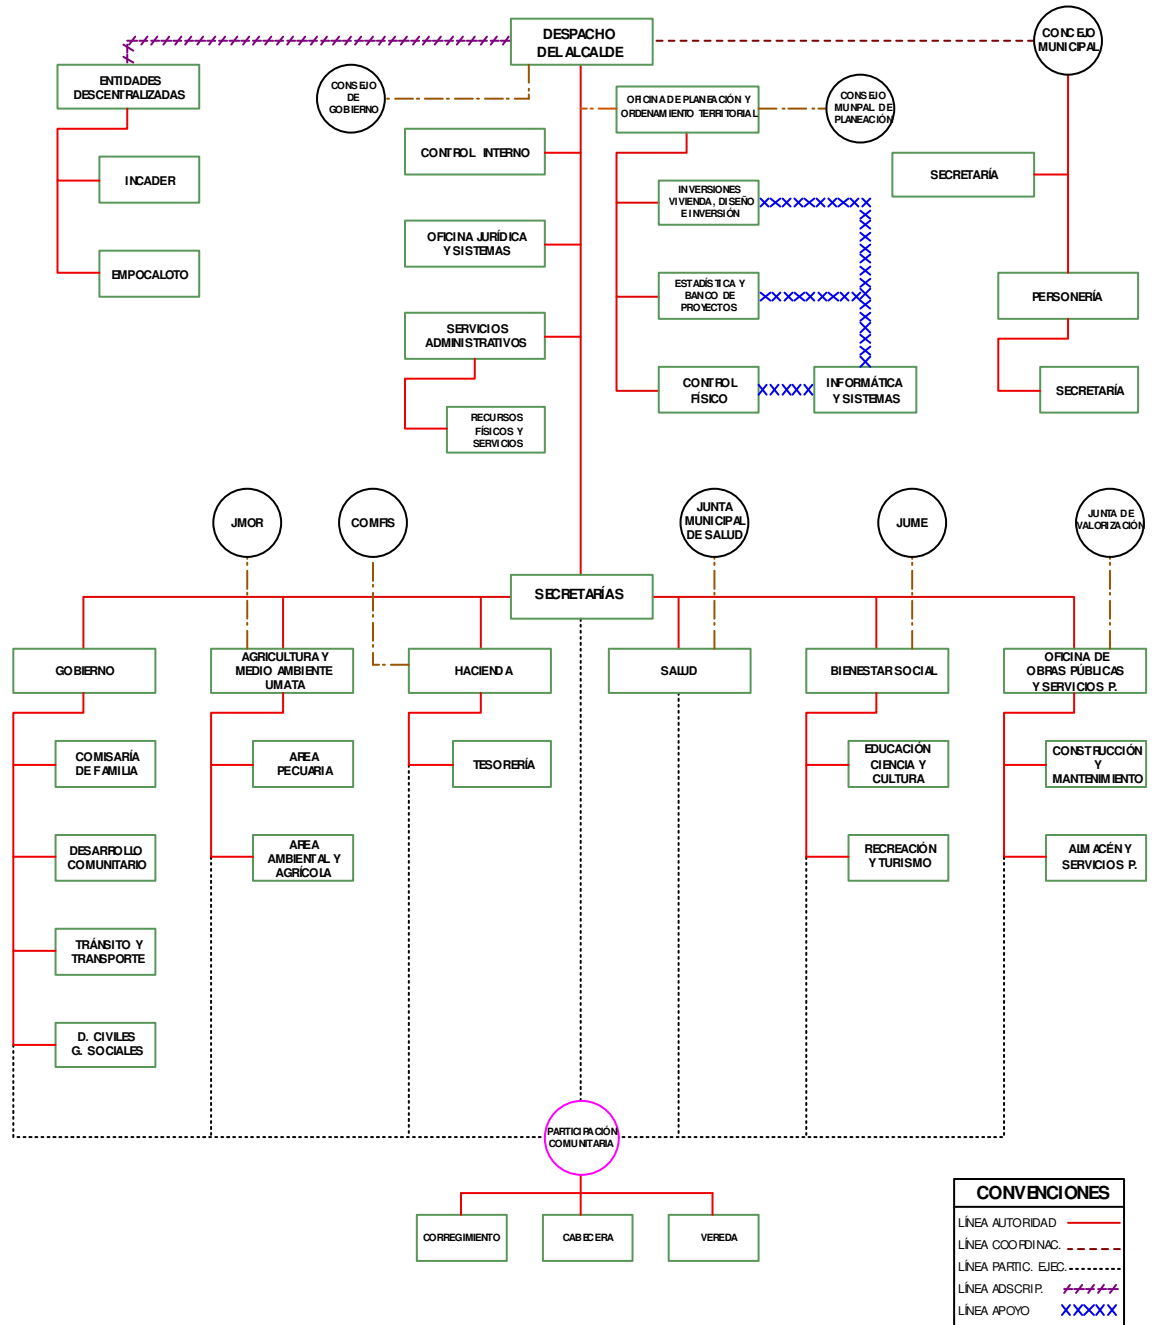 DESPACHO
DEL ALCALDE
CONCEJO
MUNICIPAL
ENTIDADES
DESCENTRALIZADAS
CONSEJO
DE
GOBIERNO
OFICINA DE PLANEACIÓN Y
ORDENAMIENTO TERRITORIAL
CONSEJO
MUNPAL DE
PLANEACIÓN
CONTROL INTERNO
SECRETARÍA
INCADER
INVERSIONES
VIVIENDA, DISEÑO
E INVERSIÓN
OFICINA JURÍDICA
Y SISTEMAS
EMPOCALOTO
ESTADÍSTICA Y
BANCO DE
PROYECTOS
PERSONERÍA
SERVICIOS
ADMINISTRATIVOS
CONTROL
FÍSICO
INFORMÁTICA
Y SISTEMAS
SECRETARÍA
RECURSOS
FÍSICOS Y
SERVICIOS
JMOR
COMFIS
JUNTA
MUNICIPAL
DE SALUD
JUME
JUNTA DE
VALORIZACIÓN
SECRETARÍAS
GOBIERNO
AGRICULTURA Y
MEDIO AMBIENTE
UMATA
HACIENDA
SALUD
BIENESTAR SOCIAL
OFICINA DE
OBRAS PÚBLICAS
Y SERVICIOS P.
COMISARÍA
DE FAMILIA
AREA
PECUARIA
TESORERÍA
EDUCACIÓN
CIENCIA Y
CULTURA
CONSTRUCCIÓN
Y
MANTENIMIENTO
DESARROLLO
COMUNITARIO
AREA
AMBIENTAL Y
AGRÍCOLA
RECREACIÓN
Y TURISMO
ALMACÉN Y
SERVICIOS P.
TRÁNSITO Y
TRANSPORTE
D. CIVILES
G. SOCIALES
PARTICIPACIÓN
COMUNITARIA
CORREGIMIENTO
CABECERA
VEREDA
CONVENCIONES
LÍNEA AUTORIDAD
LÍNEA COORDINAC.
LÍNEA PARTIC. EJEC.
LÍNEA ADSCRIP.
LÍNEA APOYO